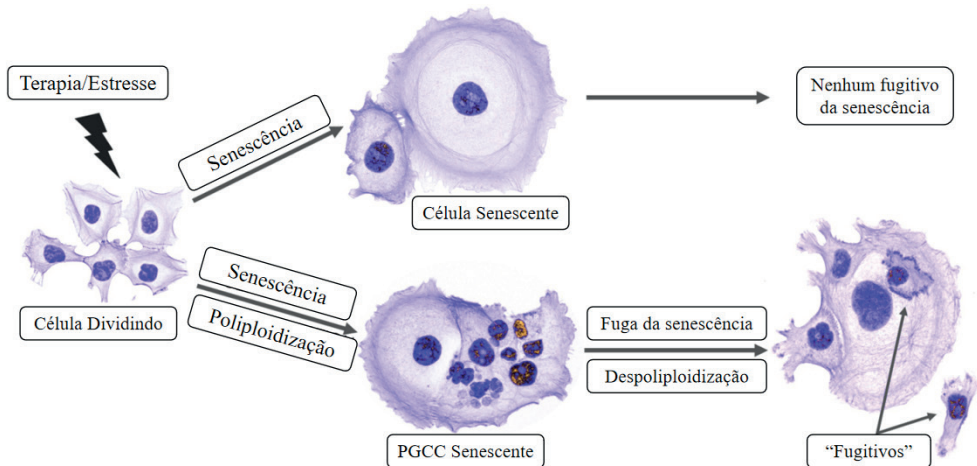 Terapia/Estresse
Senescência
Nenhum fugitivo
da senescência
Célula Senescente
Célula Dividindo
Senescência
Poliploidização
Fuga da senescência
Despoliploidização
PGCC Senescente
“Fugitivos”